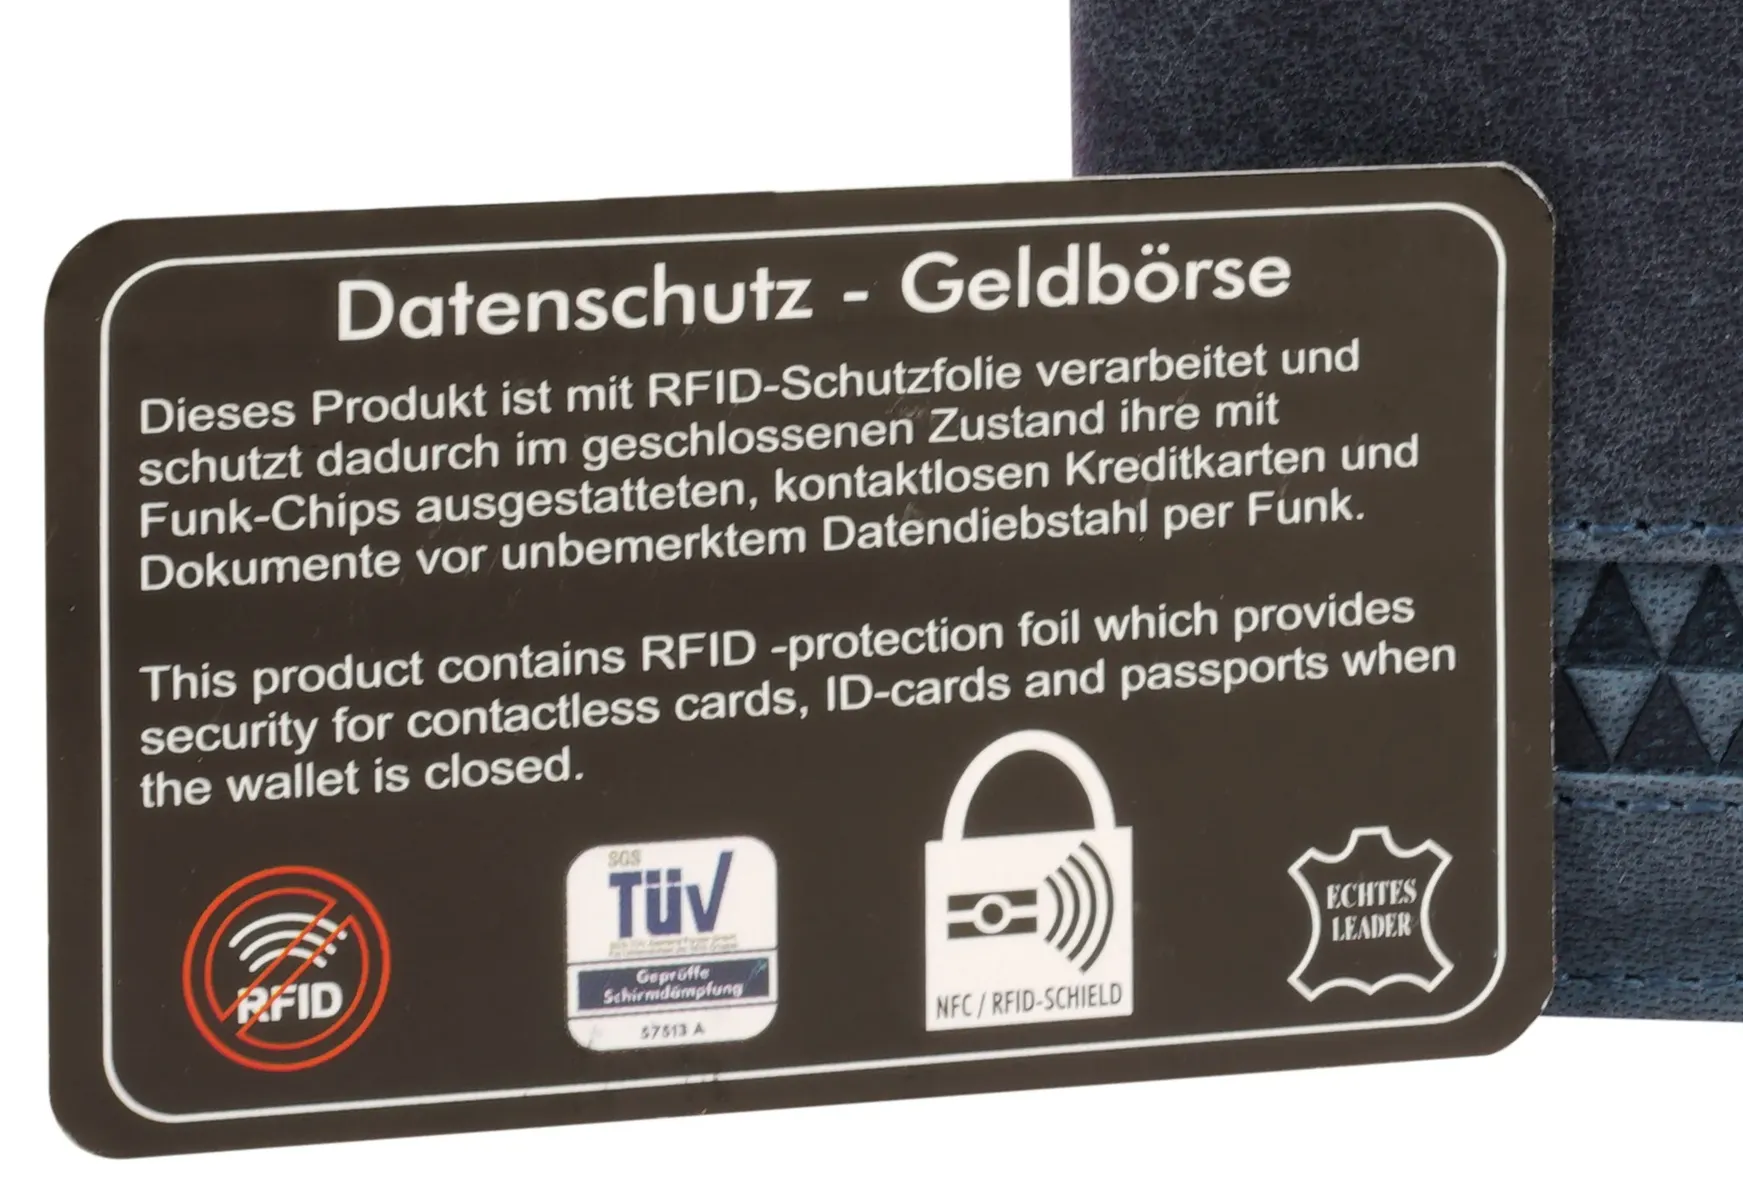 Datenschutz - Geldbörse
Dieses Produkt ist mit RFID-Schutzfolie verarbeitet und
schutzt dadurch im geschlossenen Zustand ihre mit
Funk-Chips ausgestatteten, kontaktlosen Kreditkarten und
Dokumente vor unbemerktem Datendiebstahl per Funk.
This product contains RFID -protection foil which provides
security for contactless cards, ID-cards and passports when
the wallet is closed.
RFID
SGS
TÜV
Geprüffe
Schirmdämpfung
57513 A
NFC / RFID-SCHIELD
ECHTES
LEADER